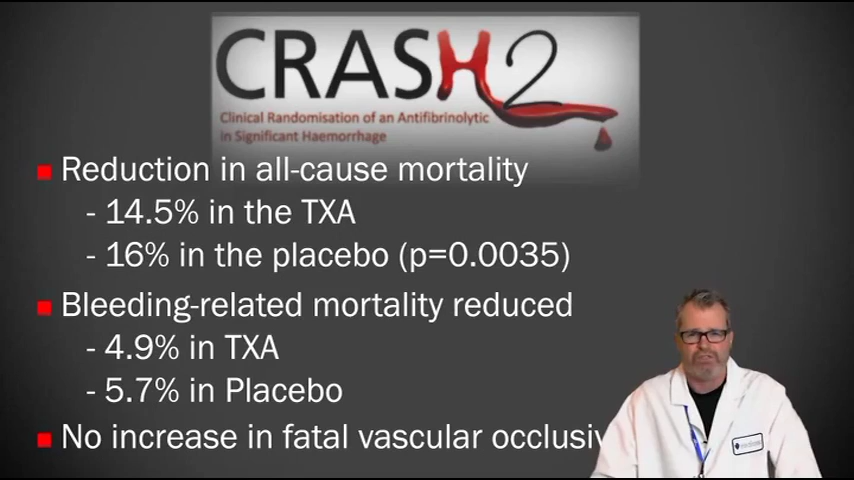 CRASH2
Clinical Randomisation of an Antifibrinolytic
in Significant Haemorrhage
Reduction in all-cause mortality
- 14.5% in the TXA
- 16% in the placebo (p=0.0035)
Bleeding-related mortality reduced
- 4.9% in TXA
- 5.7% in Placebo
No increase in fatal vascular